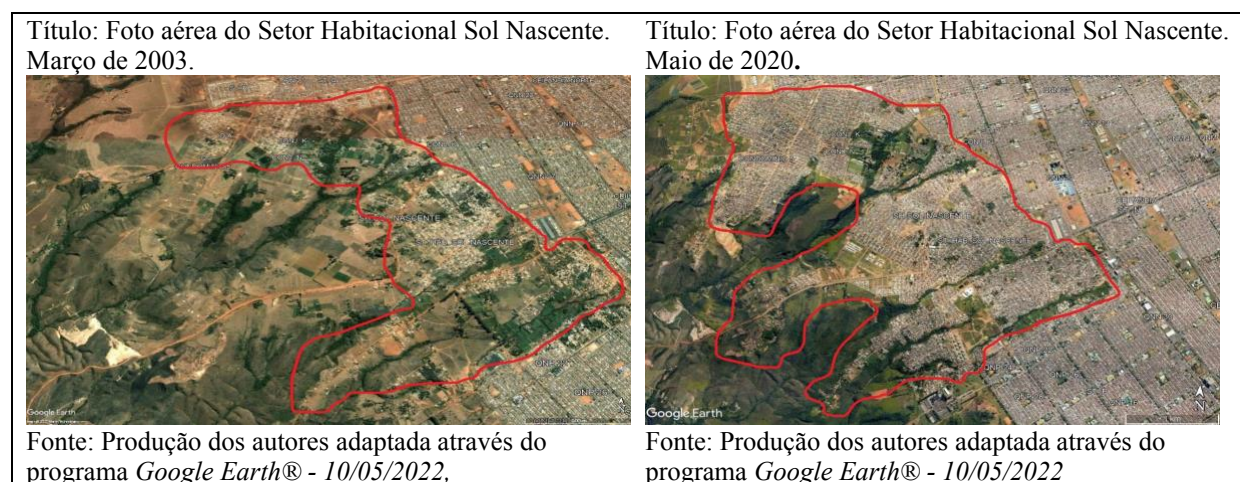 Título: Foto aérea do Setor Habitacional Sol Nascente.
Março de 2003.
Google Earth
Fonte: Produção dos autores adaptada através do
programa Google Earth® - 10/05/2022,
Título: Foto aérea do Setor Habitacional Sol Nascente.
Maio de 2020.
Google Earth
N
Fonte: Produção dos autores adaptada através do
programa Google Earth® - 10/05/2022